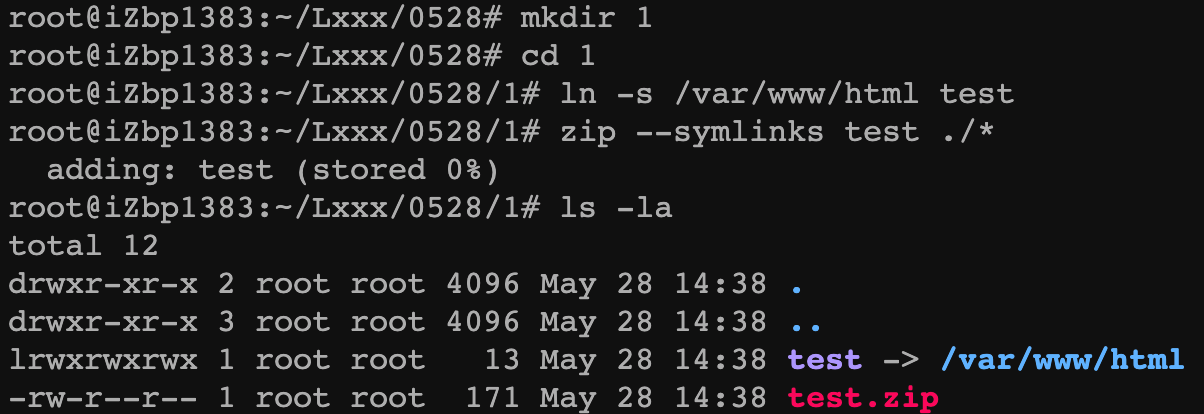 root@iZbp1383:~/Lxxx/0528# mkdir 1
root@iZbp1383:~/Lxxx/0528# cd 1
root@iZbp1383:~/Lxxx/0528/1# ln -s /var/www/html test
root@iZbp1383:~/Lxxx/0528/1# zip --symlinks test ./*
  adding: test (stored 0%)
root@iZbp1383:~/Lxxx/0528/1# ls -la
total 12
drwxr-xr-x 2 root root 4096 May 28 14:38 .
drwxr-xr-x 3 root root 4096 May 28 14:38 ..
lrwxrwxrwx 1 root root   13 May 28 14:38 test -> /var/www/html
-rw-r--r-- 1 root root  171 May 28 14:38 test.zip